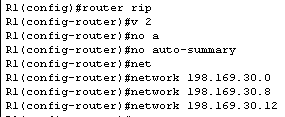 R1(config)#router rip
R1(config-router)#v 2
R1(config-router)#no a
R1(config-router)#no auto-summary
R1(config-router)#net
R1(config-router)#network 198.169.30.0
R1(config-router)#network 198.169.30.8
R1(config-router)#network 198.169.30.12